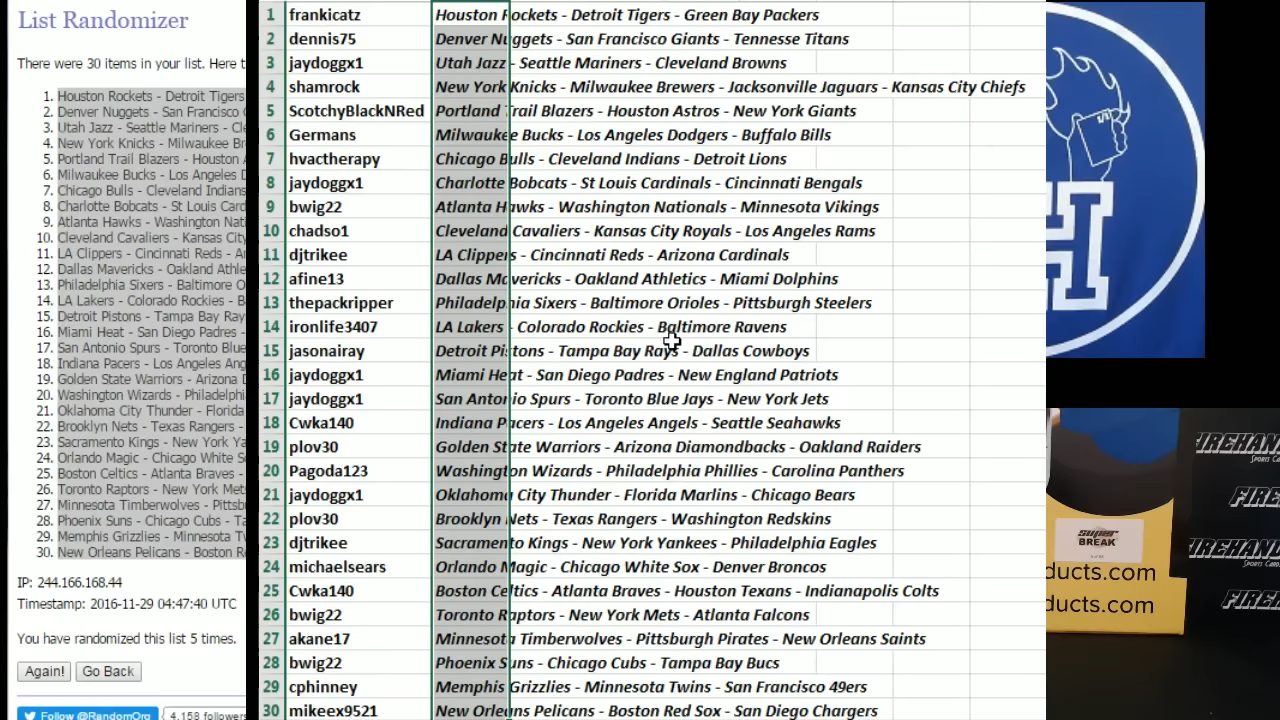 List Randomizer
There were 30 items in your list. Here t
1. Houston Rockets - Detroit Tigers
2. Denver Nuggets - San Francisco
3. Utah Jazz - Seattle Mariners - Cle
4. New York Knicks - Milwaukee Br
5. Portland Trail Blazers - Houston A
6. Milwaukee Bucks - Los Angeles D
7. Chicago Bulls - Cleveland Indians
8. Charlotte Bobcats - St Louis Card
9. Atlanta Hawks - Washington Nati
10. Cleveland Cavaliers - Kansas City
11. LA Clippers - Cincinnati Reds - Ar
12. Dallas Mavericks - Oakland Athle
13. Philadelphia Sixers - Baltimore O
14. LA Lakers - Colorado Rockies - B
15. Detroit Pistons - Tampa Bay Ray
16. Miami Heat - San Diego Padres -
17. San Antonio Spurs - Toronto Blue
18. Indiana Pacers - Los Angeles Ang
19. Golden State Warriors - Arizona D
20. Washington Wizards - Philadelphi
21. Oklahoma City Thunder - Florida
22. Brooklyn Nets - Texas Rangers -
23. Sacramento Kings - New York Ya
24. Orlando Magic - Chicago White S
25. Boston Celtics - Atlanta Braves -
26. Toronto Raptors - New York Met
27. Minnesota Timberwolves - Pittsb
28. Phoenix Suns - Chicago Cubs - Ta
29. Memphis Grizzlies - Minnesota Tw
30. New Orleans Pelicans - Boston Re
IP: 244.166.168.44
Timestamp: 2016-11-29 04:47:40 UTC
You have randomized this list 5 times.
Again! Go Back
Follow @RandomOrg 4,158 followers
1 frankicatz Houston Rockets - Detroit Tigers - Green Bay Packers
2 dennis75 Denver Nuggets - San Francisco Giants - Tennesse Titans
3 jaydoggx1 Utah Jazz - Seattle Mariners - Cleveland Browns
4 shamrock New York Knicks - Milwaukee Brewers - Jacksonville Jaguars - Kansas City Chiefs
5 ScotchyBlackNRed Portland Trail Blazers - Houston Astros - New York Giants
6 Germans Milwaukee Bucks - Los Angeles Dodgers - Buffalo Bills
7 hvactherapy Chicago Bulls - Cleveland Indians - Detroit Lions
8 jaydoggx1 Charlotte Bobcats - St Louis Cardinals - Cincinnati Bengals
9 bwig22 Atlanta Hawks - Washington Nationals - Minnesota Vikings
10 chadso1 Cleveland Cavaliers - Kansas City Royals - Los Angeles Rams
11 djtrikee LA Clippers - Cincinnati Reds - Arizona Cardinals
12 afine13 Dallas Mavericks - Oakland Athletics - Miami Dolphins
13 thepackripper Philadelphia Sixers - Baltimore Orioles - Pittsburgh Steelers
14 ironlife3407 LA Lakers - Colorado Rockies - Baltimore Ravens
15 jasonairay Detroit Pistons - Tampa Bay Rays - Dallas Cowboys
16 jaydoggx1 Miami Heat - San Diego Padres - New England Patriots
17 jaydoggx1 San Antonio Spurs - Toronto Blue Jays - New York Jets
18 Cwka140 Indiana Pacers - Los Angeles Angels - Seattle Seahawks
19 plov30 Golden State Warriors - Arizona Diamondbacks - Oakland Raiders
20 Pagoda123 Washington Wizards - Philadelphia Phillies - Carolina Panthers
21 jaydoggx1 Oklahoma City Thunder - Florida Marlins - Chicago Bears
22 plov30 Brooklyn Nets - Texas Rangers - Washington Redskins
23 djtrikee Sacramento Kings - New York Yankees - Philadelphia Eagles
24 michaelsears Orlando Magic - Chicago White Sox - Denver Broncos
25 Cwka140 Boston Celtics - Atlanta Braves - Houston Texans - Indianapolis Colts
26 bwig22 Toronto Raptors - New York Mets - Atlanta Falcons
27 akane17 Minnesota Timberwolves - Pittsburgh Pirates - New Orleans Saints
28 bwig22 Phoenix Suns - Chicago Cubs - Tampa Bay Bucs
29 cphinney Memphis Grizzlies - Minnesota Twins - San Francisco 49ers
30 mikeex9521 New Orleans Pelicans - Boston Red Sox - San Diego Chargers
H
SUPER
BREAK
ducts.com
ducts.com
FIREHAND
SPORTS CA
FIREH
FIREHAND
SPORTS CAR
FIREH